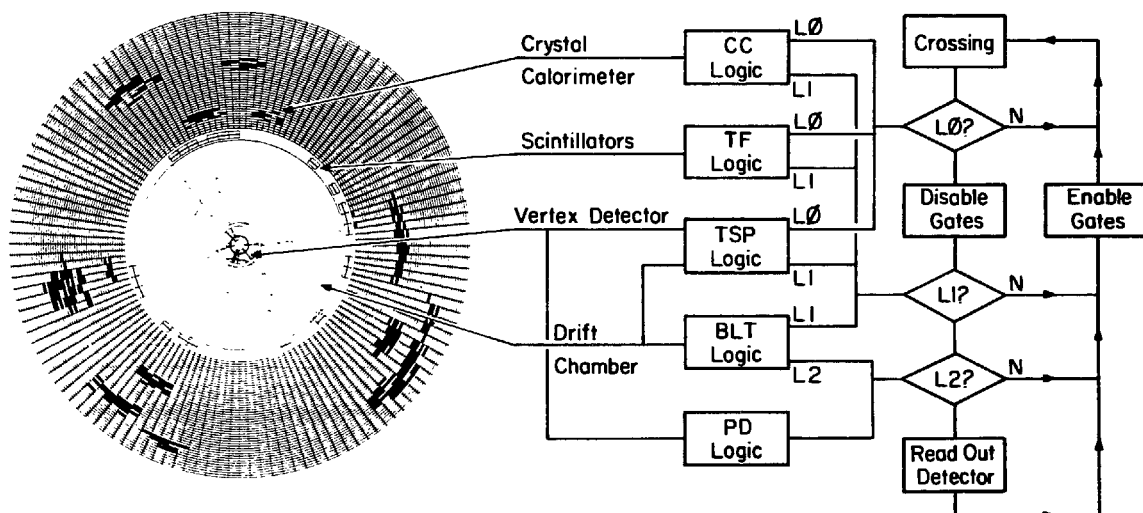 Crystal
Calorimeter
Scintillators
Vertex Detector
Drift
Chamber
CC
Logic
LØ
L1
TF
Logic
LØ
L1
TSP
Logic
LØ
L1
BLT
Logic
L1
L2
PD
Logic
Crossing
LØ?
N
Disable
Gates
Enable
Gates
L1?
N
L2?
N
Read Out
Detector